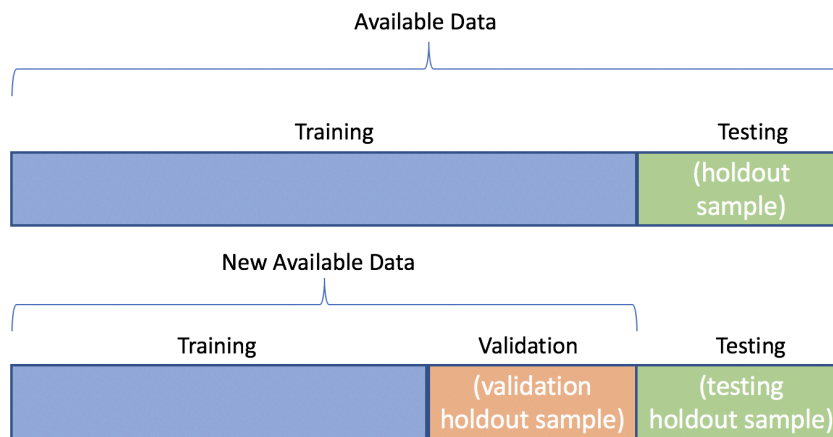 Available Data
Training Testing
(holdout
sample)
New Available Data
Training Validation Testing
(validation (testing
holdout sample) holdout sample)